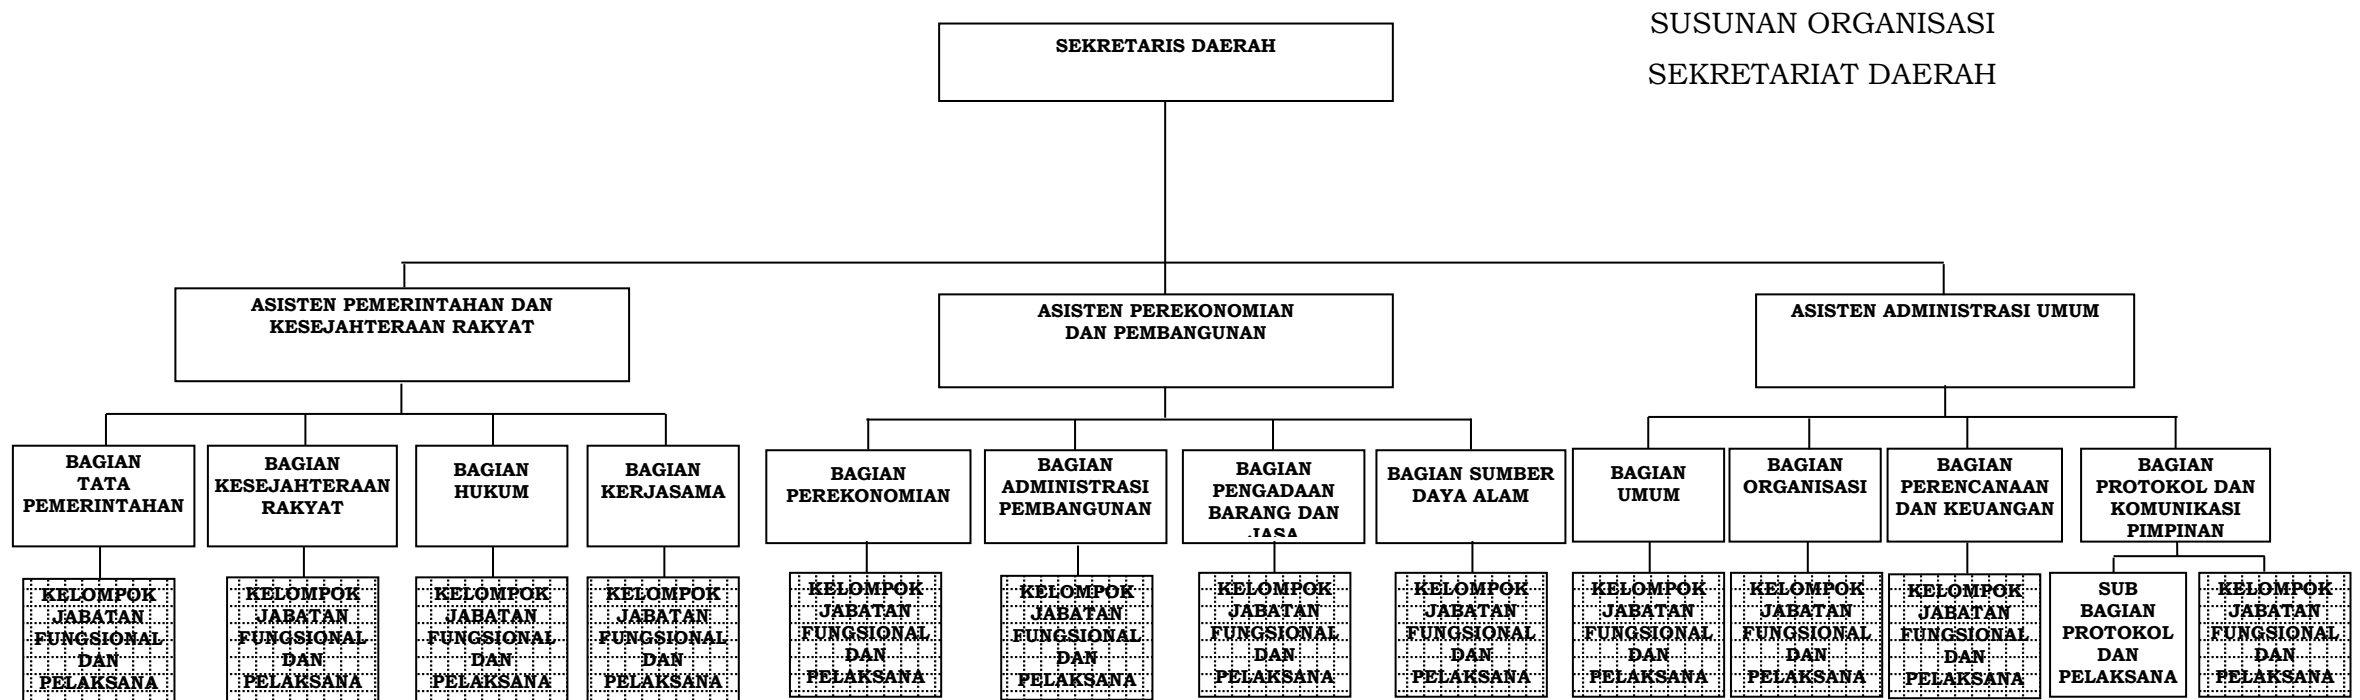 SUSUNAN ORGANISASI
SEKRETARIAT DAERAH
SEKRETARIS DAERAH
ASISTEN PEMERINTAHAN DAN
KESEJAHTERAAN RAKYAT
ASISTEN PEREKONOMIAN
DAN PEMBANGUNAN
ASISTEN ADMINISTRASI UMUM
BAGIAN
TATA
PEMERINTAHAN
BAGIAN
KESEJAHTERAAN
RAKYAT
BAGIAN
HUKUM
BAGIAN
KERJASAMA
BAGIAN
PEREKONOMIAN
BAGIAN
ADMINISTRASI
PEMBANGUNAN
BAGIAN
PENGADAAN
BARANG DAN
JASA
BAGIAN SUMBER
DAYA ALAM
BAGIAN
UMUM
BAGIAN
ORGANISASI
BAGIAN
PERENCANAAN
DAN KEUANGAN
BAGIAN
PROTOKOL DAN
KOMUNIKASI
PIMPINAN
KELOMPOK
JABATAN
FUNGSIONAL
DAN
PELAKSANA
KELOMPOK
JABATAN
FUNGSIONAL
DAN
PELAKSANA
KELOMPOK
JABATAN
FUNGSIONAL
DAN
PELAKSANA
KELOMPOK
JABATAN
FUNGSIONAL
DAN
PELAKSANA
KELOMPOK
JABATAN
FUNGSIONAL
DAN
PELAKSANA
KELOMPOK
JABATAN
FUNGSIONAL
DAN
PELAKSANA
KELOMPOK
JABATAN
FUNGSIONAL
DAN
PELAKSANA
KELOMPOK
JABATAN
FUNGSIONAL
DAN
PELAKSANA
KELOMPOK
JABATAN
FUNGSIONAL
DAN
PELAKSANA
KELOMPOK
JABATAN
FUNGSIONAL
DAN
PELAKSANA
KELOMPOK
JABATAN
FUNGSIONAL
DAN
PELAKSANA
SUB
BAGIAN
PROTOKOL
DAN
PELAKSANA
KELOMPOK
JABATAN
FUNGSIONAL
DAN
PELAKSANA